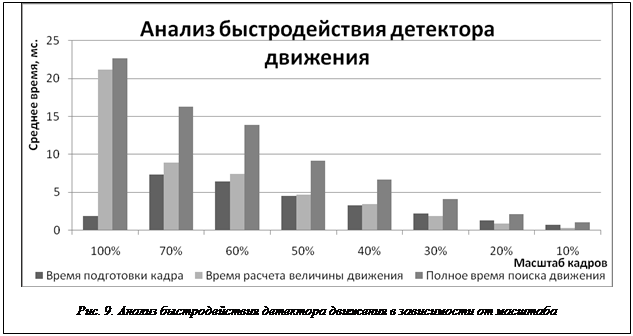 Анализ быстродействия детектора
движения
Среднее время, мс.
25
20
15
10
5
0
100% 70% 60% 50% 40% 30% 20% 10%
Масштаб кадров
Время подготовки кадра Время расчета величины движения Полное время поиска движения
Рис. 9. Анализ быстродействия детектора движения в зависимости от масштаба